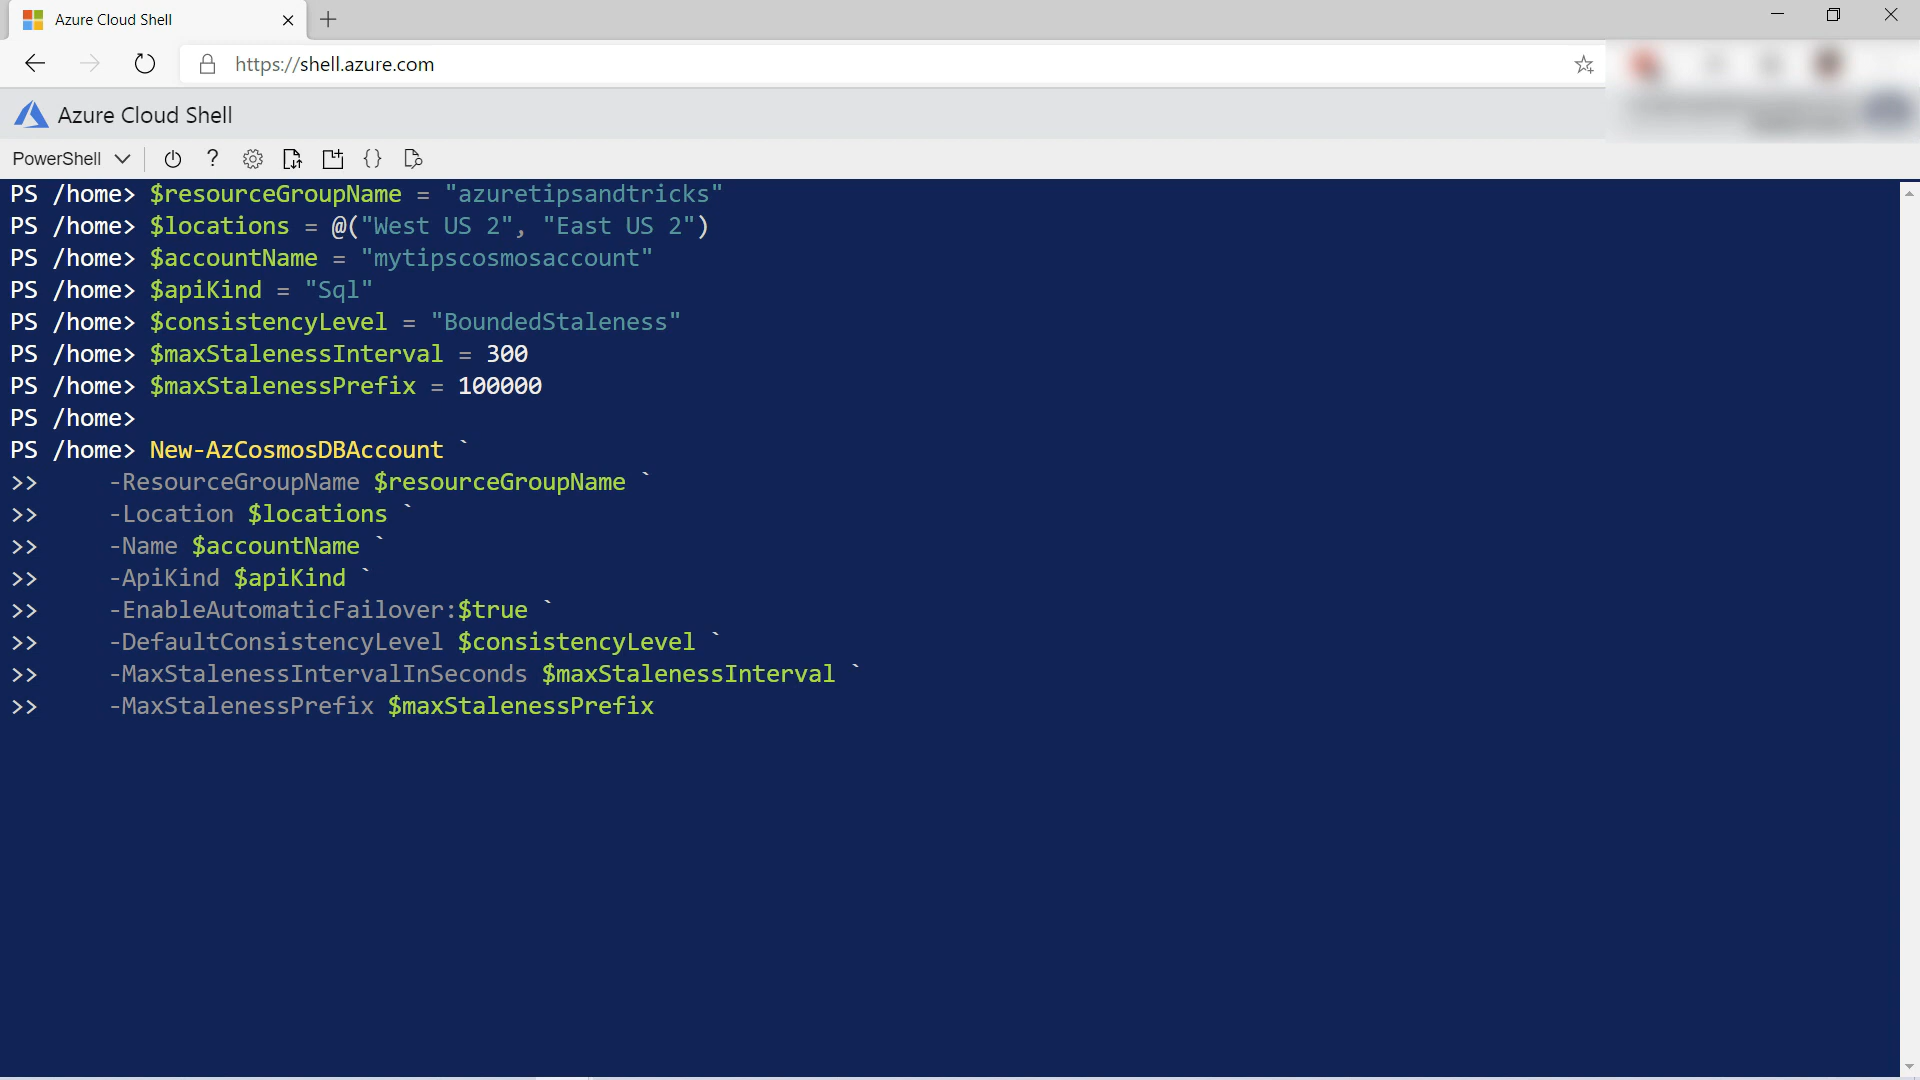 Azure Cloud Shell
https://shell.azure.com
Azure Cloud Shell
PowerShell
PS /home> $resourceGroupName = "azuretipsandtricks"
PS /home> $locations = @("West US 2", "East US 2")
PS /home> $accountName = "mytipscosmosaccount"
PS /home> $apiKind = "Sql"
PS /home> $consistencyLevel = "BoundedStaleness"
PS /home> $maxStalenessInterval = 300
PS /home> $maxStalenessPrefix = 100000
PS /home>
PS /home> New-AzCosmosDBAccount `
>>     -ResourceGroupName $resourceGroupName `
>>     -Location $locations `
>>     -Name $accountName `
>>     -ApiKind $apiKind `
>>     -EnableAutomaticFailover:$true `
>>     -DefaultConsistencyLevel $consistencyLevel `
>>     -MaxStalenessIntervalInSeconds $maxStalenessInterval `
>>     -MaxStalenessPrefix $maxStalenessPrefix